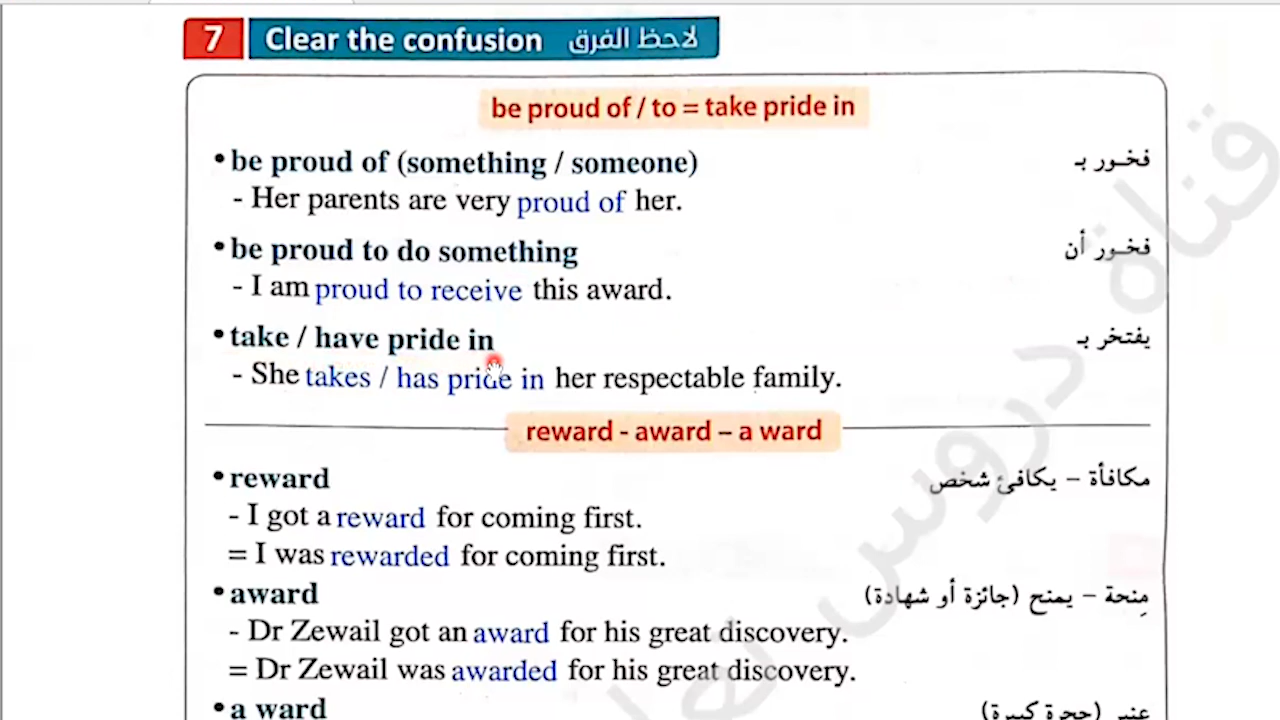 7 Clear the confusion لاحظ الفرق
be proud of / to = take pride in
• be proud of (something / someone) فخور بـ
- Her parents are very proud of her.
• be proud to do something فخور أن
- I am proud to receive this award.
• take / have pride in يفتخر بـ
- She takes / has pride in her respectable family.
reward - award – a ward
• reward مكافأة – يكافئ شخص
- I got a reward for coming first.
= I was rewarded for coming first.
• award مِنحة – يمنح (جائزة أو شهادة)
- Dr Zewail got an award for his great discovery.
= Dr Zewail was awarded for his great discovery.
• a ward عنبر (حجرة كبيرة)
قناة دروس